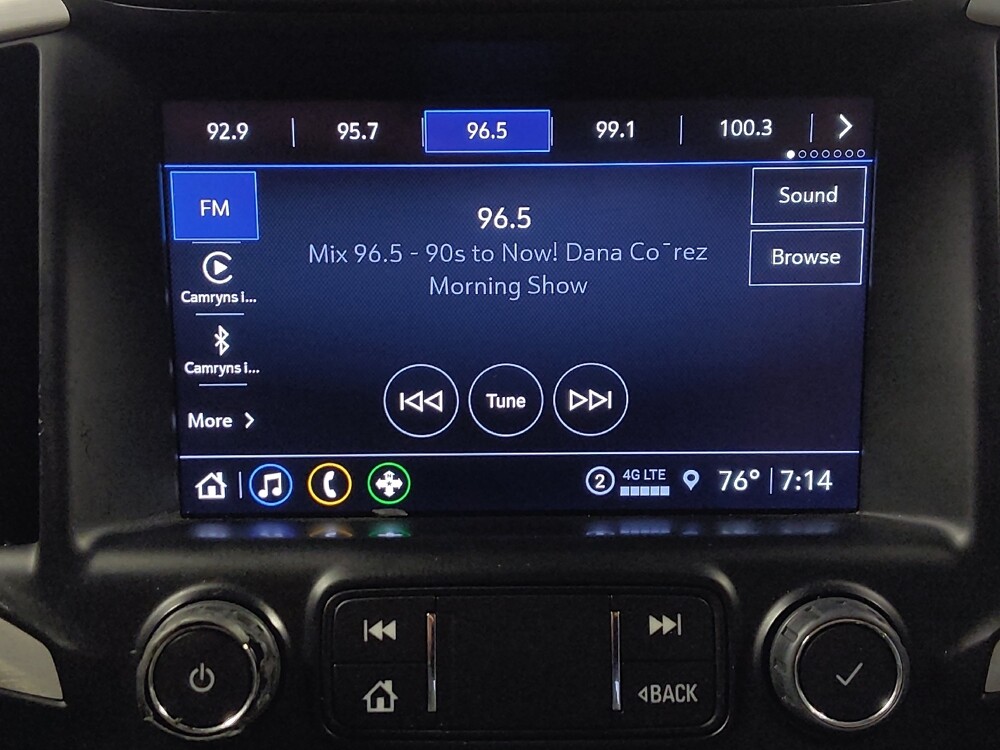 92.9
95.7
96.5
99.1
100.3
FM
96.5
Sound
Mix 96.5 - 90s to Now! Dana Co¯rez
Morning Show
Browse
Camryns i...
Camryns i...
Tune
More
2
4G LTE
76°
7:14
BACK